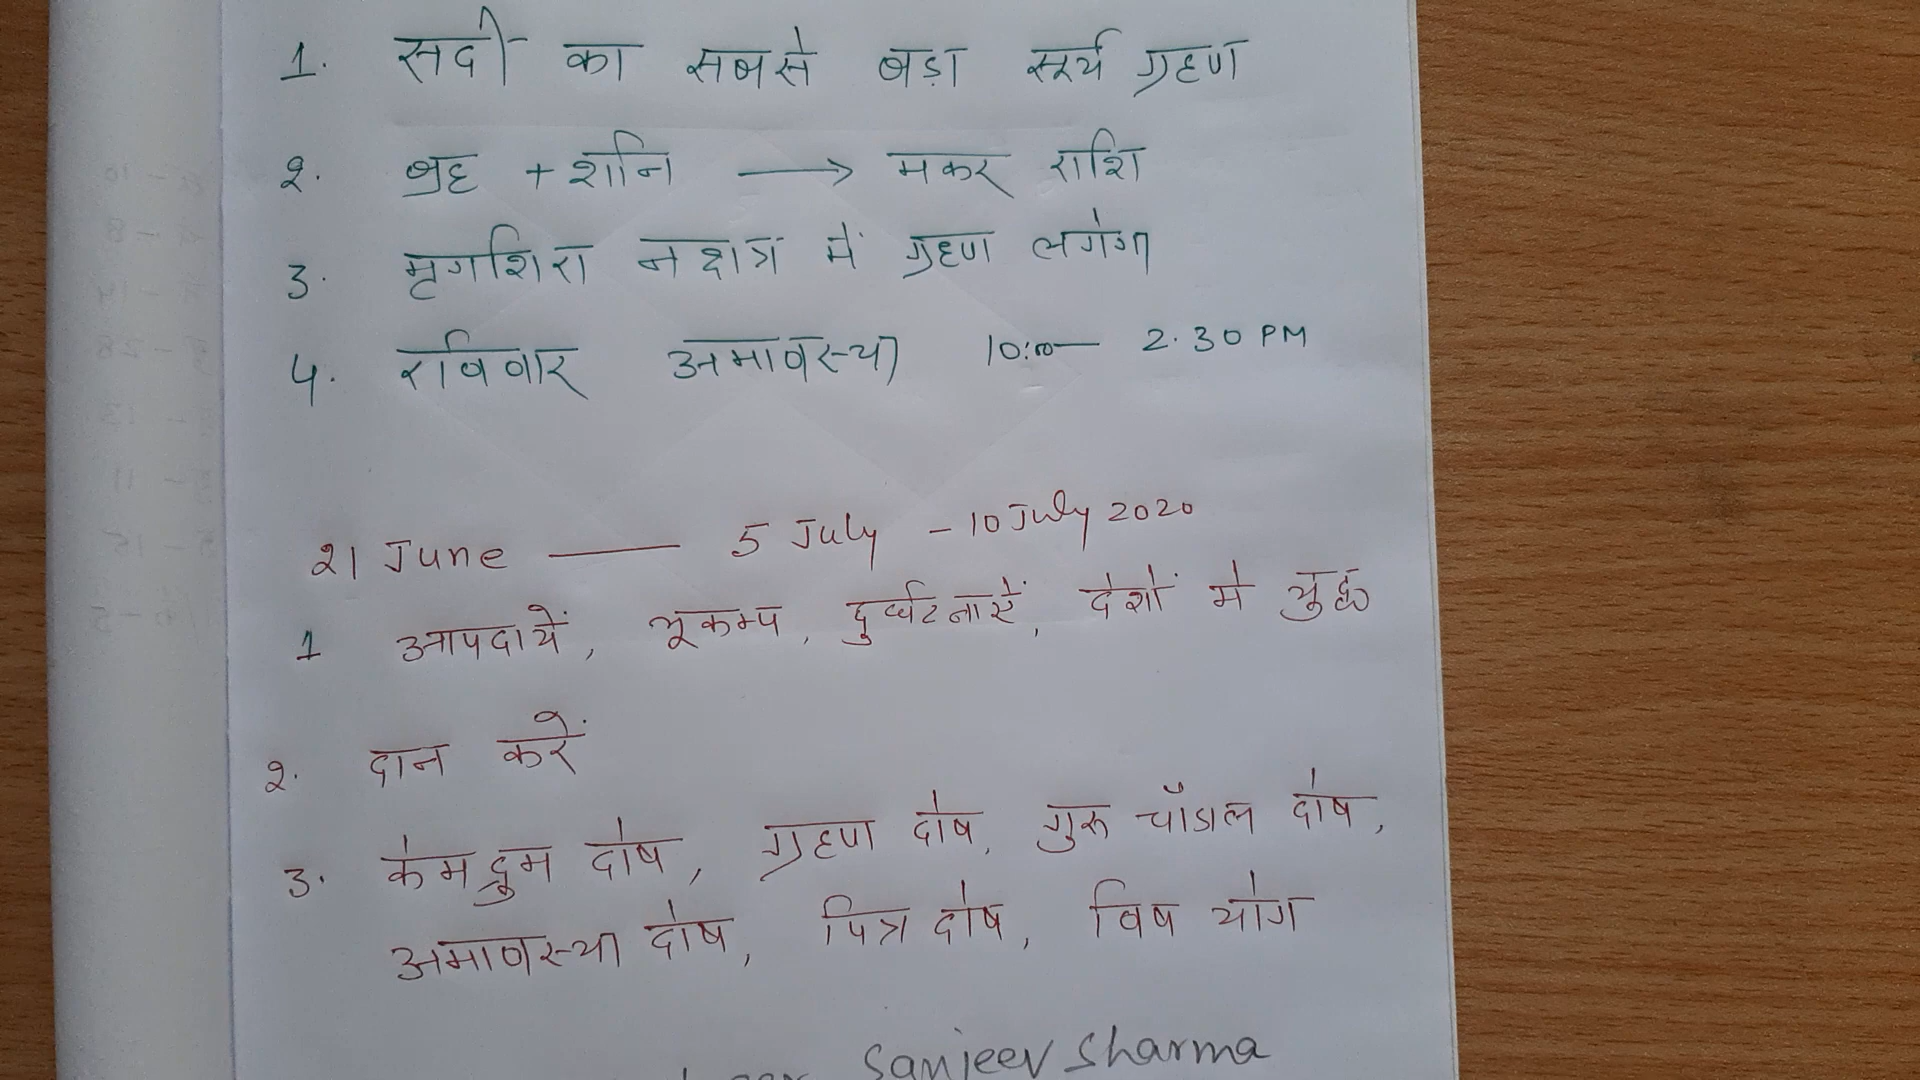 1. सदी का सबसे बड़ा सूर्य ग्रहण
2. ग्रह + शनि → मकर राशि
3. मृगशिरा नक्षत्र में ग्रहण लगेगा
4. रविवार अमावस्या 10:00 — 2.30 PM
21 June —— 5 July - 10 July 2020
1 आपदायें, भूकम्प, दुर्घटनाऐं, देशों मे युद्ध
2. दान करें
3. केमद्रुम दोष, ग्रहण दोष, गुरू चाँडाल दोष,
अमावस्या दोष, पित्र दोष, विष योग
Sanjeev Sharma